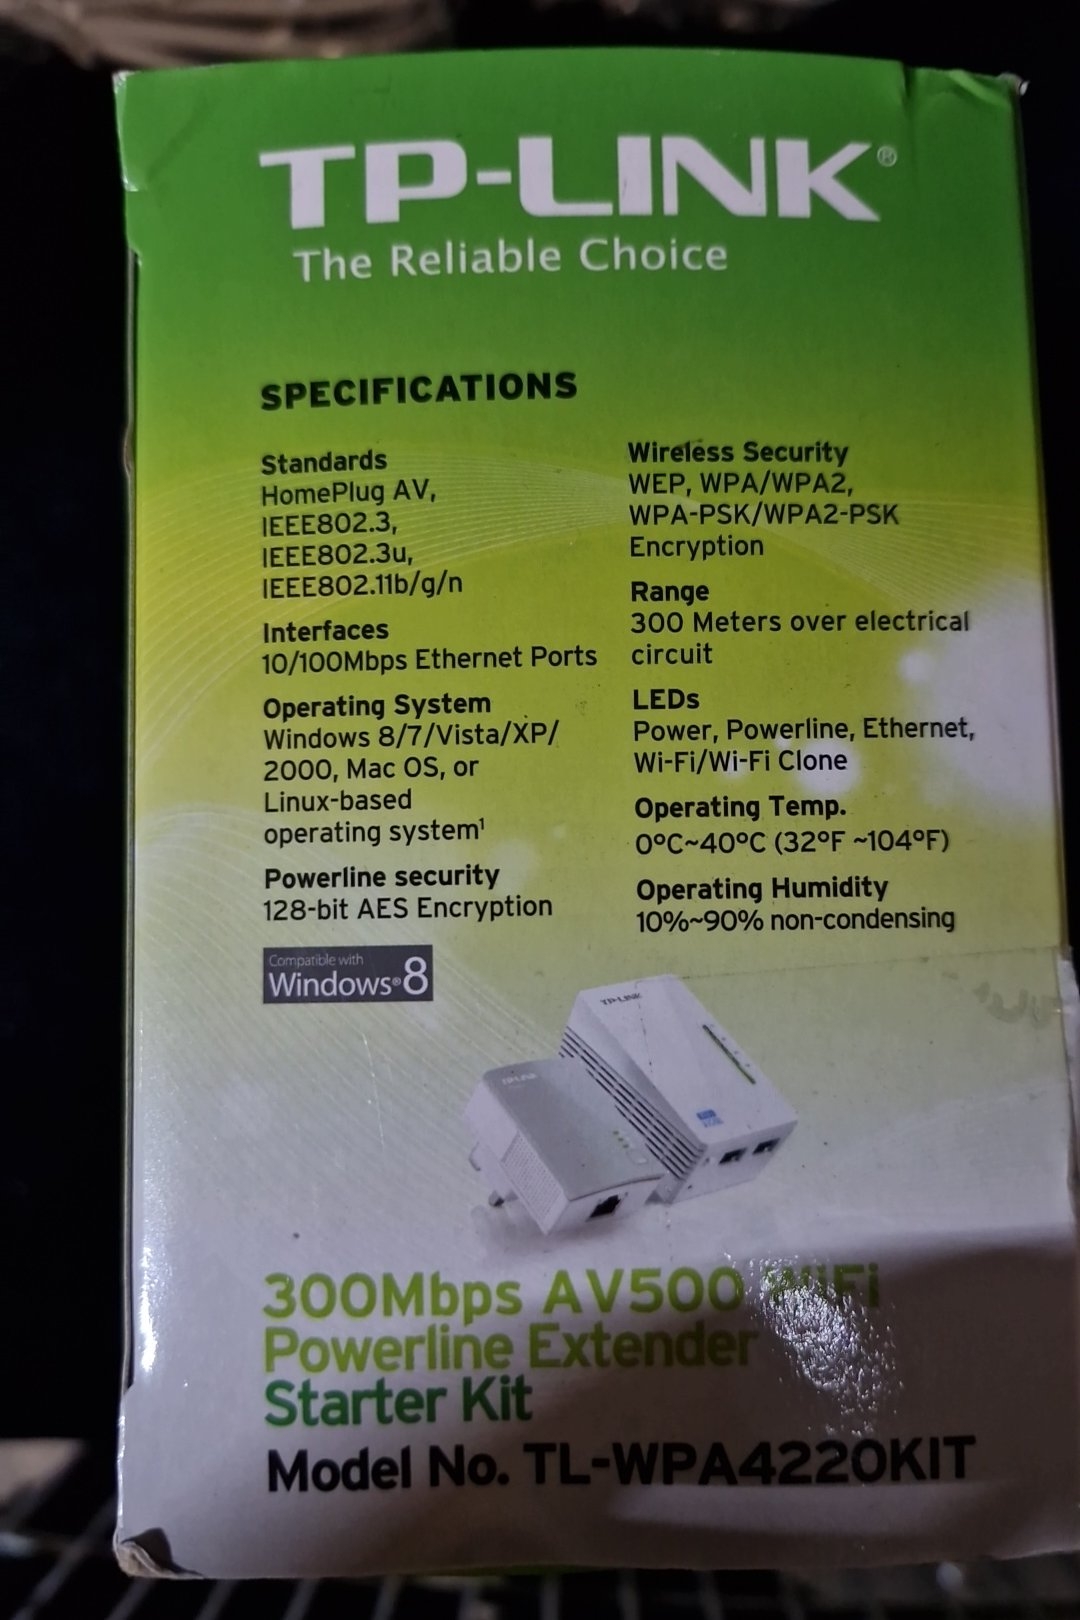 TP-LINK®
The Reliable Choice
SPECIFICATIONS
Standards
HomePlug AV,
IEEE802.3,
IEEE802.3u,
IEEE802.11b/g/n
Interfaces
10/100Mbps Ethernet Ports
Operating System
Windows 8/7/Vista/XP/
2000, Mac OS, or
Linux-based
operating system¹
Powerline security
128-bit AES Encryption
Compatible with
Windows®8
Wireless Security
WEP, WPA/WPA2,
WPA-PSK/WPA2-PSK
Encryption
Range
300 Meters over electrical
circuit
LEDs
Power, Powerline, Ethernet,
Wi-Fi/Wi-Fi Clone
Operating Temp.
0°C~40°C (32°F ~104°F)
Operating Humidity
10%~90% non-condensing
TP-LINK
TP-LINK
300Mbps AV500 WiFi
Powerline Extender
Starter Kit
Model No. TL-WPA4220KIT